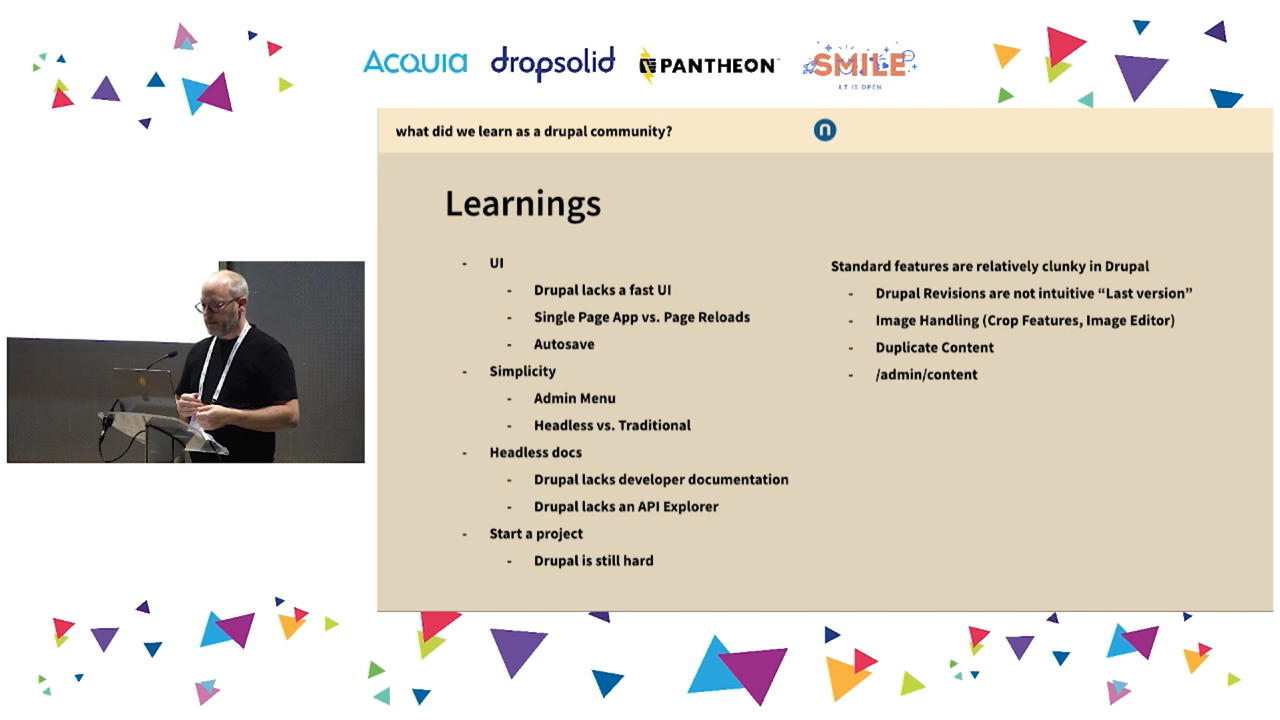 Acquia
dropsolid
PANTHEON
SMILE
I.T IS OPEN
what did we learn as a drupal community?
n
Learnings
- UI
- Drupal lacks a fast UI
- Single Page App vs. Page Reloads
- Autosave
- Simplicity
- Admin Menu
- Headless vs. Traditional
- Headless docs
- Drupal lacks developer documentation
- Drupal lacks an API Explorer
- Start a project
- Drupal is still hard
Standard features are relatively clunky in Drupal
- Drupal Revisions are not intuitive “Last version”
- Image Handling (Crop Features, Image Editor)
- Duplicate Content
- /admin/content